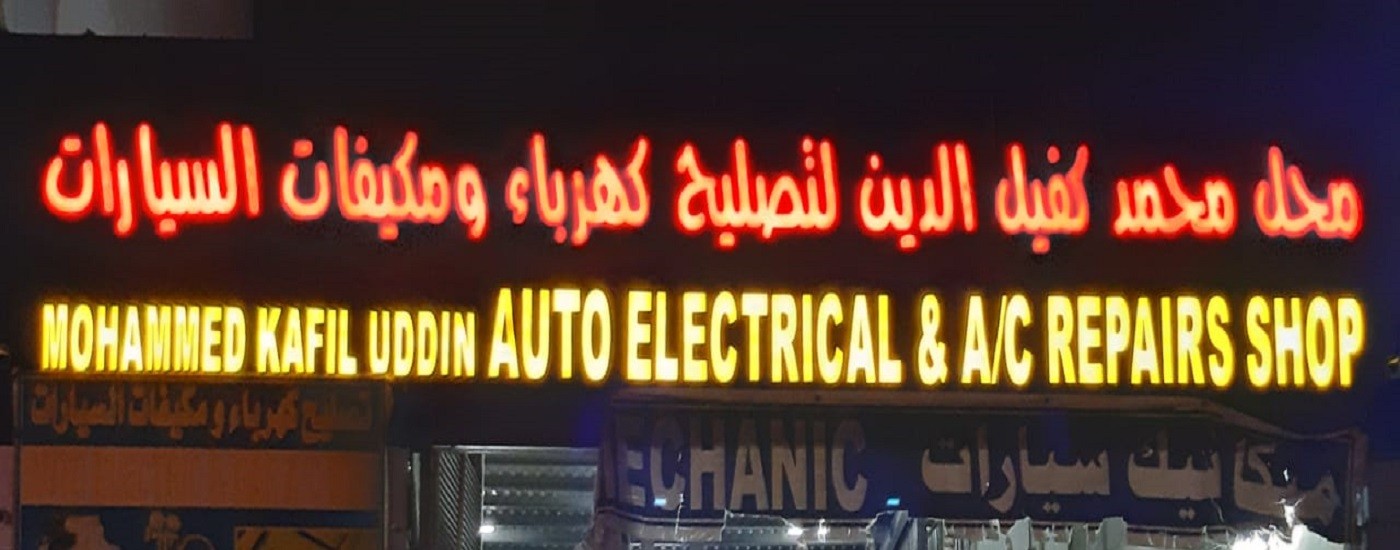 محل محمد كفيل الدين لتصليح كهرباء ومكيفات السيارات
MOHAMMED KAFIL UDDIN AUTO ELECTRICAL & A/C REPAIRS SHOP
تصليح كهرباء و مكيفات السيارات
ECHANIC ميكانيك سيارات